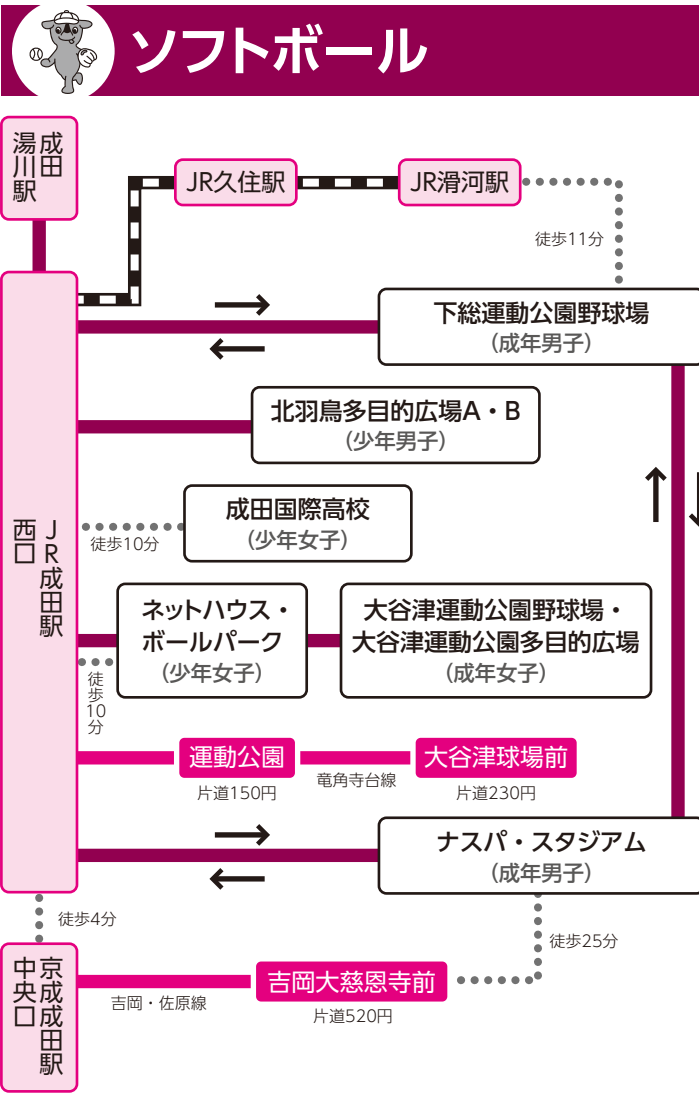 ソフトボール
成田
湯川駅
JR久住駅
JR滑河駅
徒歩11分
下総運動公園野球場
(成年男子)
北羽鳥多目的広場A・B
(少年男子)
JR成田駅
西口
成田国際高校
(少年女子)
徒歩10分
ネットハウス・
ボールパーク
(少年女子)
大谷津運動公園野球場・
大谷津運動公園多目的広場
(成年女子)
徒歩10分
運動公園
片道150円
竜角寺台線
大谷津球場前
片道230円
ナスパ・スタジアム
(成年男子)
徒歩4分
徒歩25分
京成成田駅
中央口
吉岡・佐原線
吉岡大慈恩寺前
片道520円